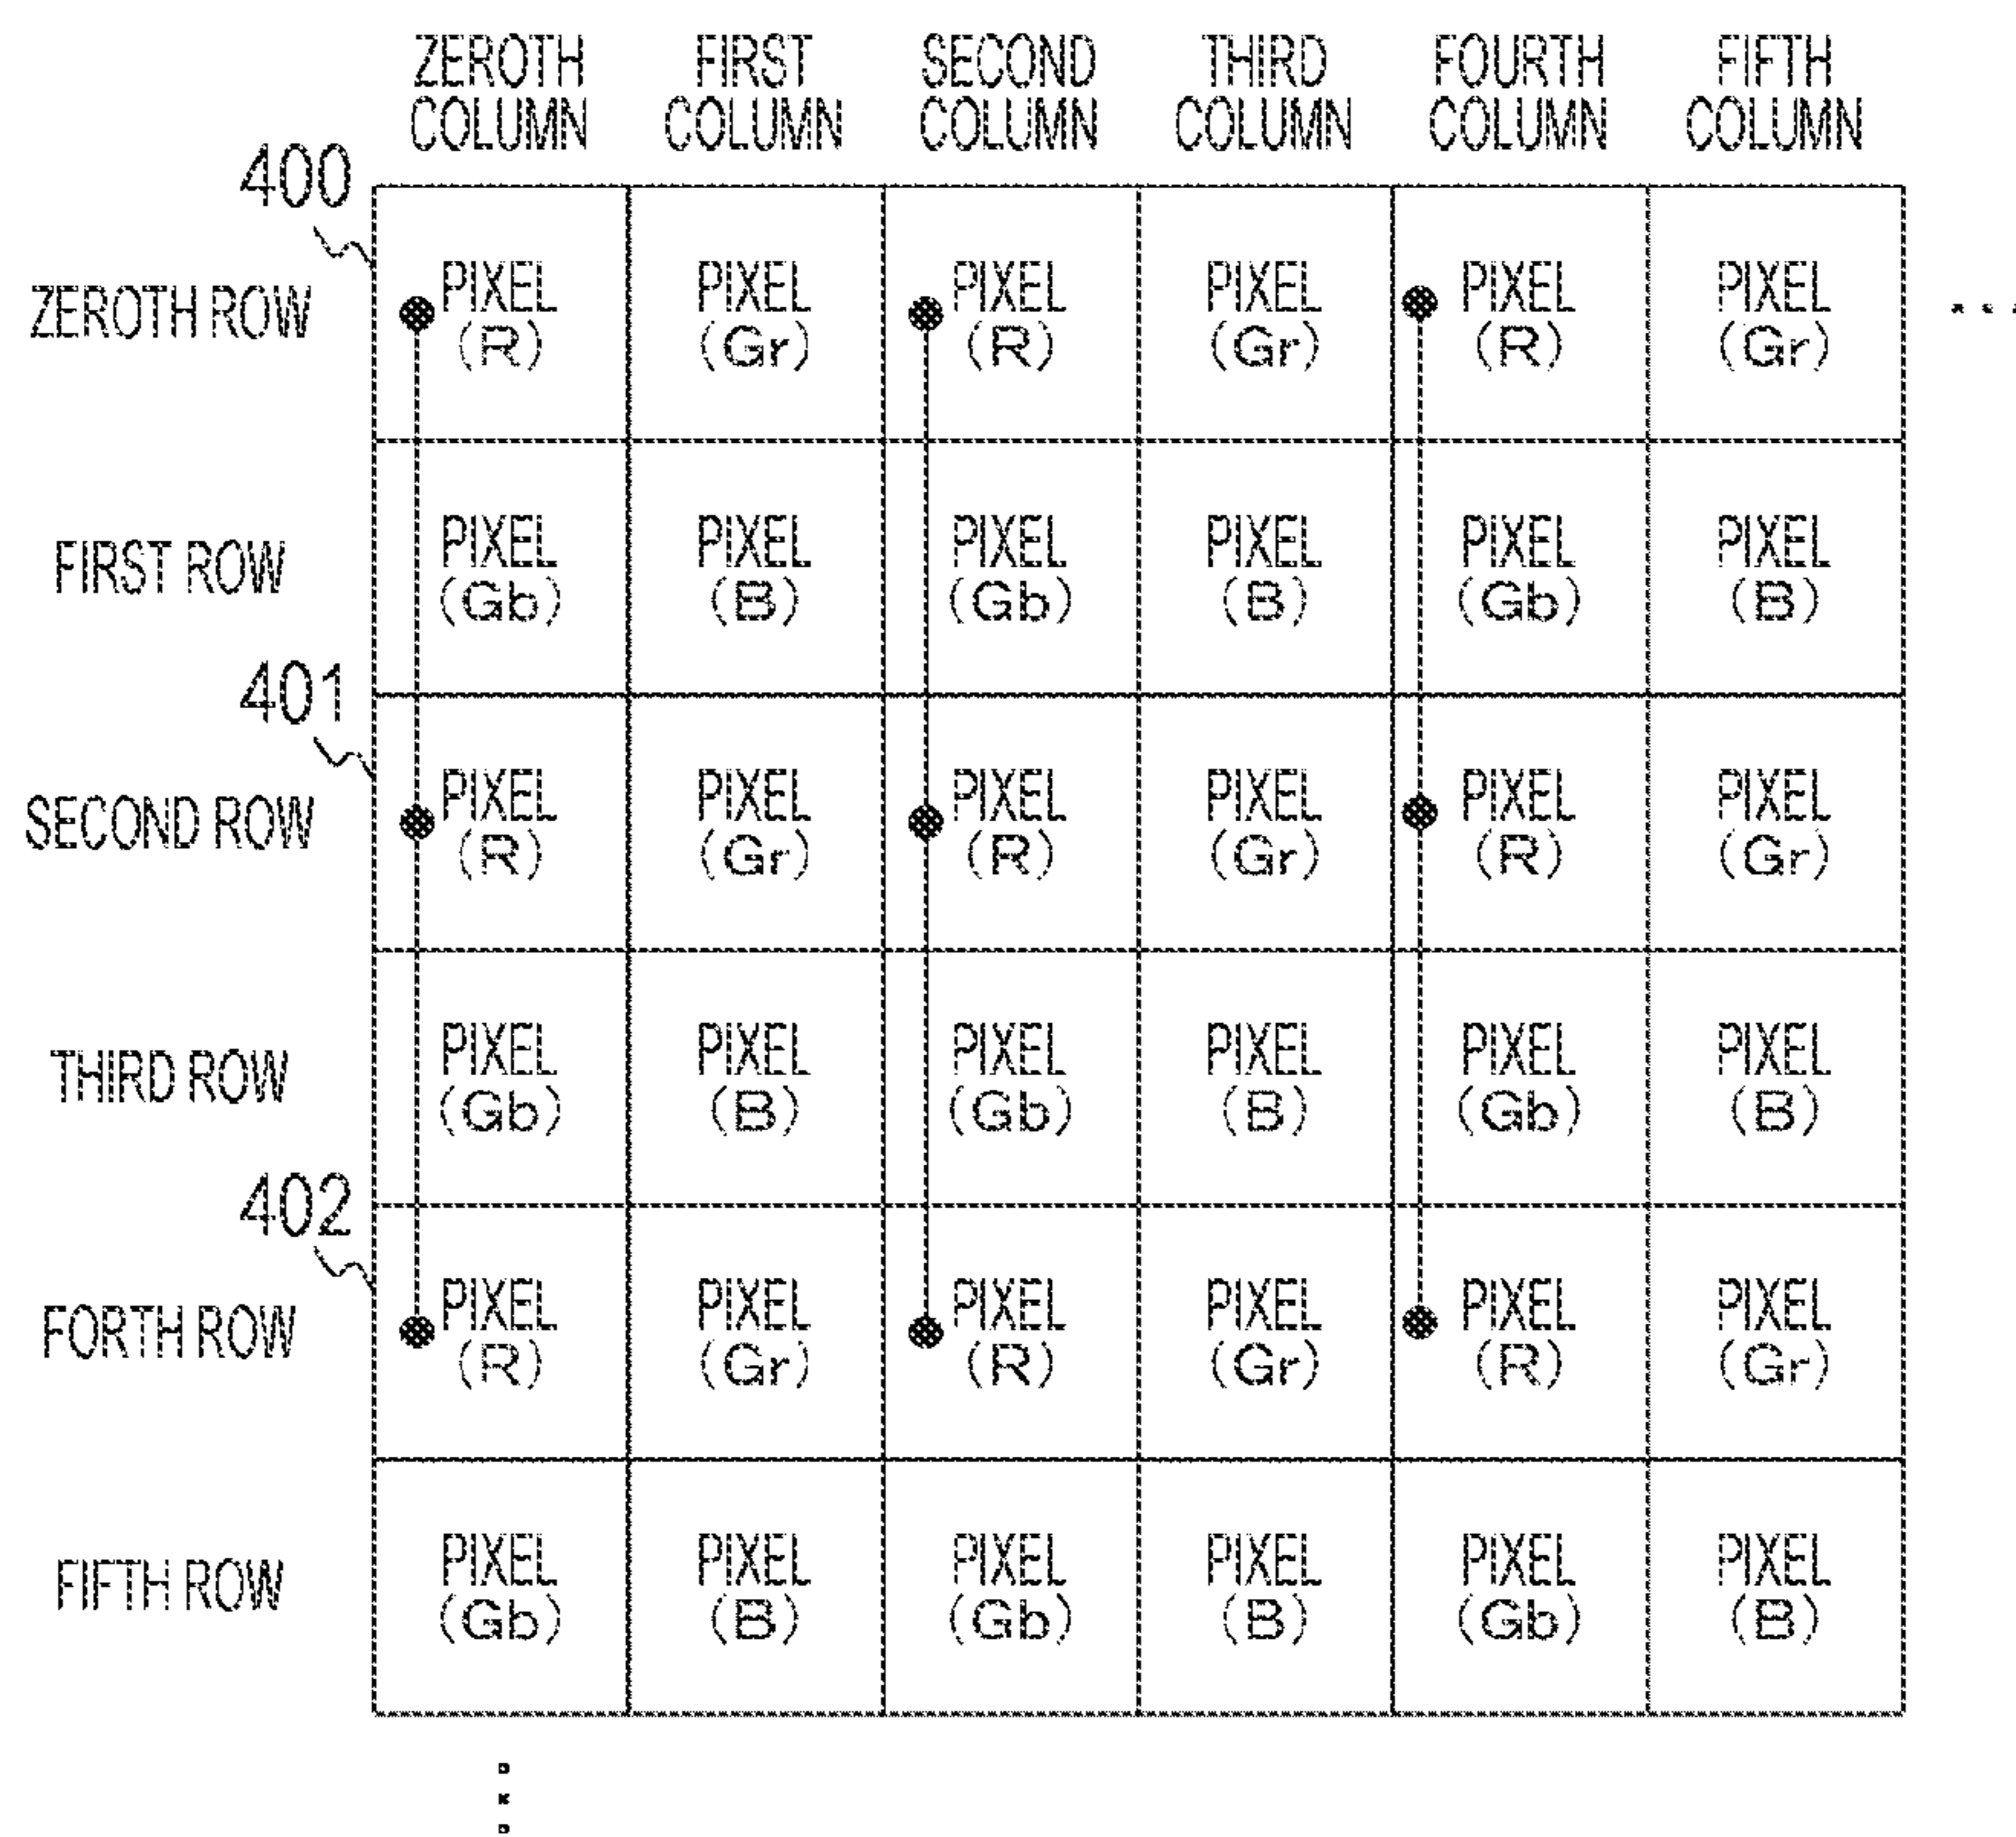 ZEROTH COLUMN FIRST COLUMN SECOND COLUMN THIRD COLUMN FOURTH COLUMN FIFTH COLUMN
400
ZEROTH ROW PIXEL (R) PIXEL (Gr) PIXEL (R) PIXEL (Gr) PIXEL (R) PIXEL (Gr) ...
FIRST ROW PIXEL (Gb) PIXEL (B) PIXEL (Gb) PIXEL (B) PIXEL (Gb) PIXEL (B)
401
SECOND ROW PIXEL (R) PIXEL (Gr) PIXEL (R) PIXEL (Gr) PIXEL (R) PIXEL (Gr)
THIRD ROW PIXEL (Gb) PIXEL (B) PIXEL (Gb) PIXEL (B) PIXEL (Gb) PIXEL (B)
402
FORTH ROW PIXEL (R) PIXEL (Gr) PIXEL (R) PIXEL (Gr) PIXEL (R) PIXEL (Gr)
FIFTH ROW PIXEL (Gb) PIXEL (B) PIXEL (Gb) PIXEL (B) PIXEL (Gb) PIXEL (B)